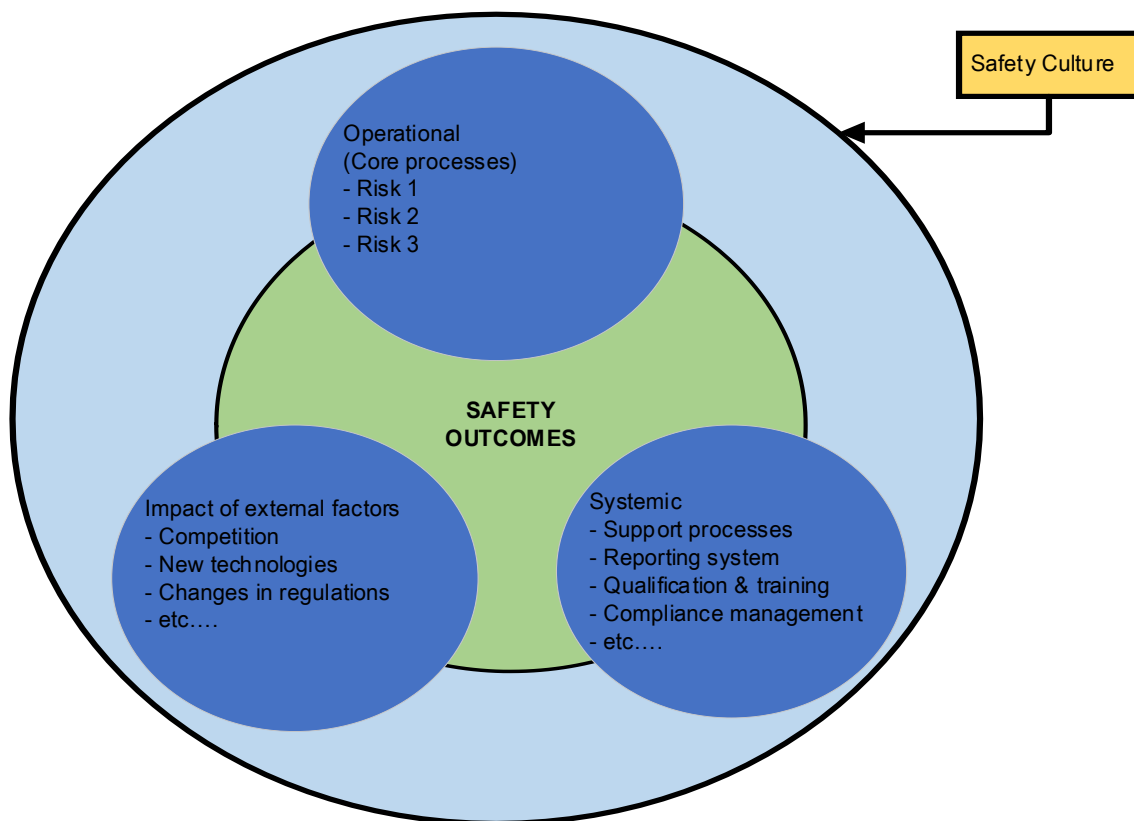 Safety Culture
Operational
(Core processes)
- Risk 1
- Risk 2
- Risk 3
SAFETY
OUTCOMES
Impact of external factors
- Competition
- New technologies
- Changes in regulations
- etc....
Systemic
- Support processes
- Reporting system
- Qualification & training
- Compliance management
- etc....